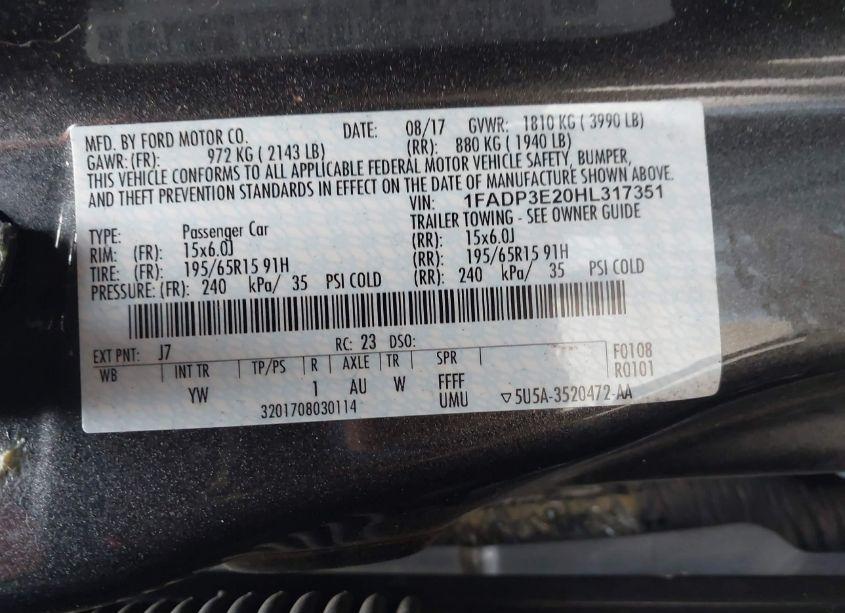 MFD. BY FORD MOTOR CO. DATE: 08/17 GVWR: 1810 KG ( 3990 LB)
GAWR: (FR): 972 KG ( 2143 LB) (RR): 880 KG ( 1940 LB)
THIS VEHICLE CONFORMS TO ALL APPLICABLE FEDERAL MOTOR VEHICLE SAFETY, BUMPER,
AND THEFT PREVENTION STANDARDS IN EFFECT ON THE DATE OF MANUFACTURE SHOWN ABOVE.
VIN: 1FADP3E20HL317351
TRAILER TOWING - SEE OWNER GUIDE
TYPE: Passenger Car
RIM: (FR): 15x6.0J (RR): 15x6.0J
TIRE: (FR): 195/65R15 91H (RR): 195/65R15 91H
PRESSURE: (FR): 240 kPa/ 35 PSI COLD (RR): 240 kPa/ 35 PSI COLD
EXT PNT: J7 RC: 23 DSO: F0108
WB INT TR TP/PS R AXLE TR SPR R0101
YW 1 AU W FFFF
3201708030114 UMU ▽5U5A-3520472-AA